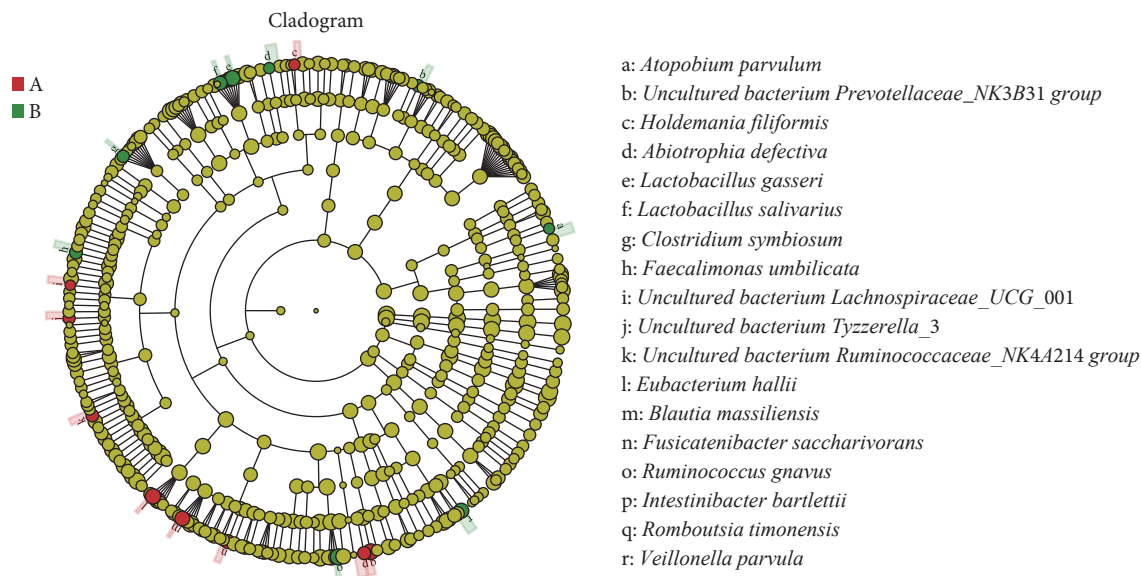 Cladogram
A
B
f
e
d
c
b
g
a
h
i
j
k
l
m
n
o
p
q
r
a: Atopobium parvulum
b: Uncultured bacterium Prevotellaceae_NK3B31 group
c: Holdemania filiformis
d: Abiotrophia defectiva
e: Lactobacillus gasseri
f: Lactobacillus salivarius
g: Clostridium symbiosum
h: Faecalimonas umbilicata
i: Uncultured bacterium Lachnospiraceae_UCG_001
j: Uncultured bacterium Tyzzerella_3
k: Uncultured bacterium Ruminococcaceae_NK4A214 group
l: Eubacterium hallii
m: Blautia massiliensis
n: Fusicatenibacter saccharivorans
o: Ruminococcus gnavus
p: Intestinibacter bartlettii
q: Romboutsia timonensis
r: Veillonella parvula